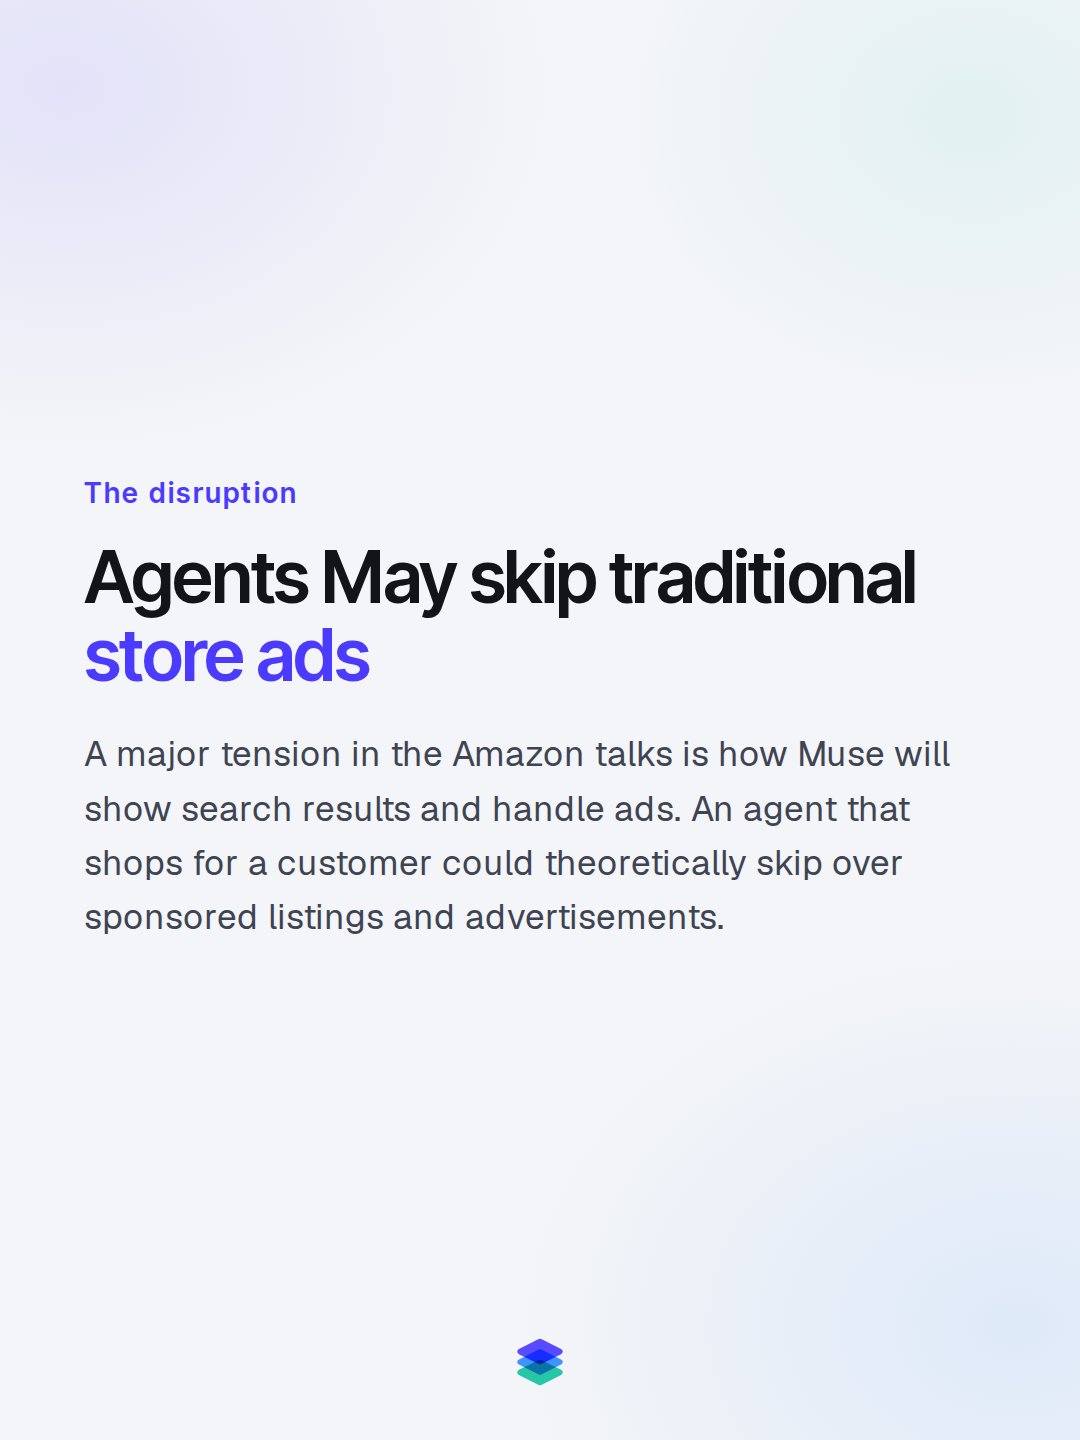 The disruption
Agents May skip traditional
store ads
A major tension in the Amazon talks is how Muse will
show search results and handle ads. An agent that
shops for a customer could theoretically skip over
sponsored listings and advertisements.